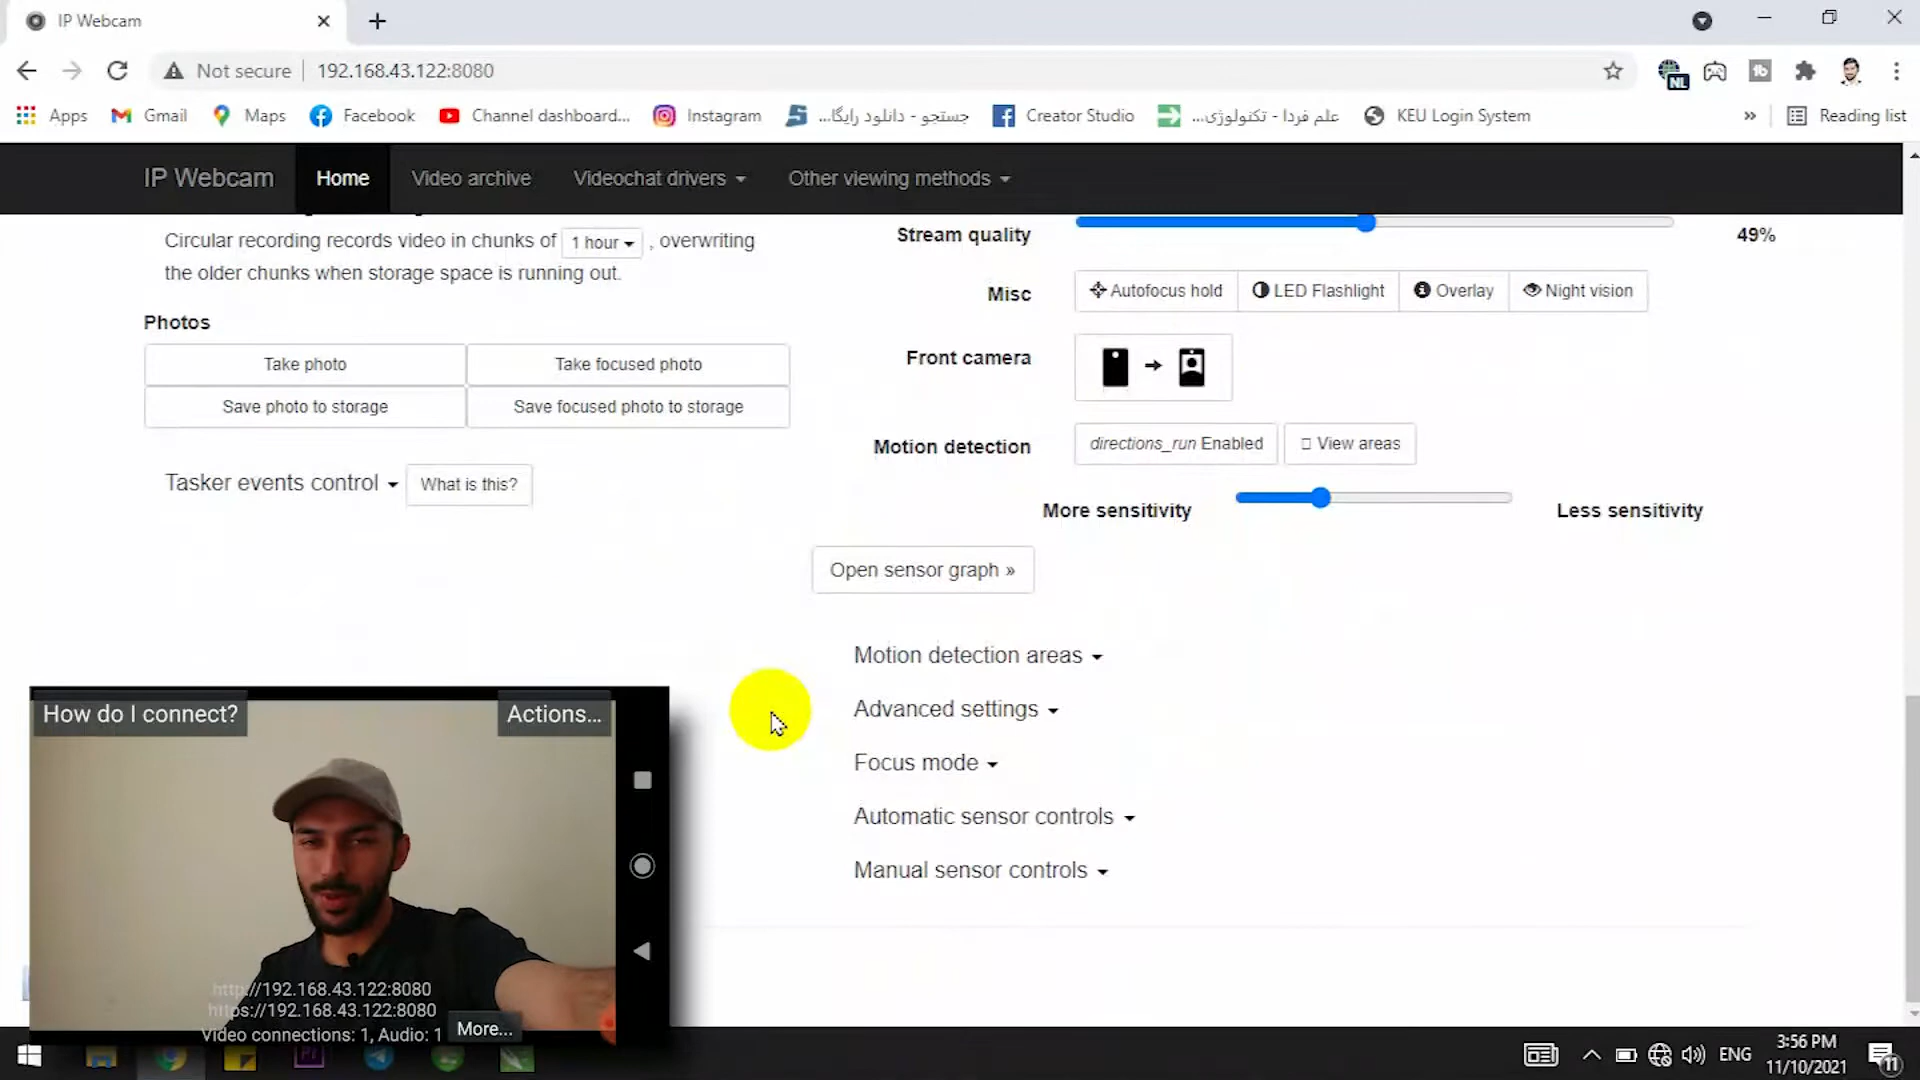 IP Webcam
Not secure
192.168.43.122:8080
NL
Apps
Gmail
Maps
Facebook
Channel dashboard...
Instagram
جستجو - دانلود رایگا...
Creator Studio
علم فردا - تکنولوژی...
KEU Login System
»
Reading list
IP Webcam
Home
Video archive
Videochat drivers
Other viewing methods
Circular recording records video in chunks of 1 hour , overwriting
the older chunks when storage space is running out.
Photos
Take photo
Take focused photo
Save photo to storage
Save focused photo to storage
Tasker events control
What is this?
Stream quality
49%
Misc
Autofocus hold
LED Flashlight
Overlay
Night vision
Front camera
Motion detection
directions_run Enabled
View areas
More sensitivity
Less sensitivity
Open sensor graph »
Motion detection areas
Advanced settings
Focus mode
Automatic sensor controls
Manual sensor controls
How do I connect?
Actions...
http://192.168.43.122:8080
https://192.168.43.122:8080
Video connections: 1, Audio: 1
More...
Pr
ENG
3:56 PM
11/10/2021
11